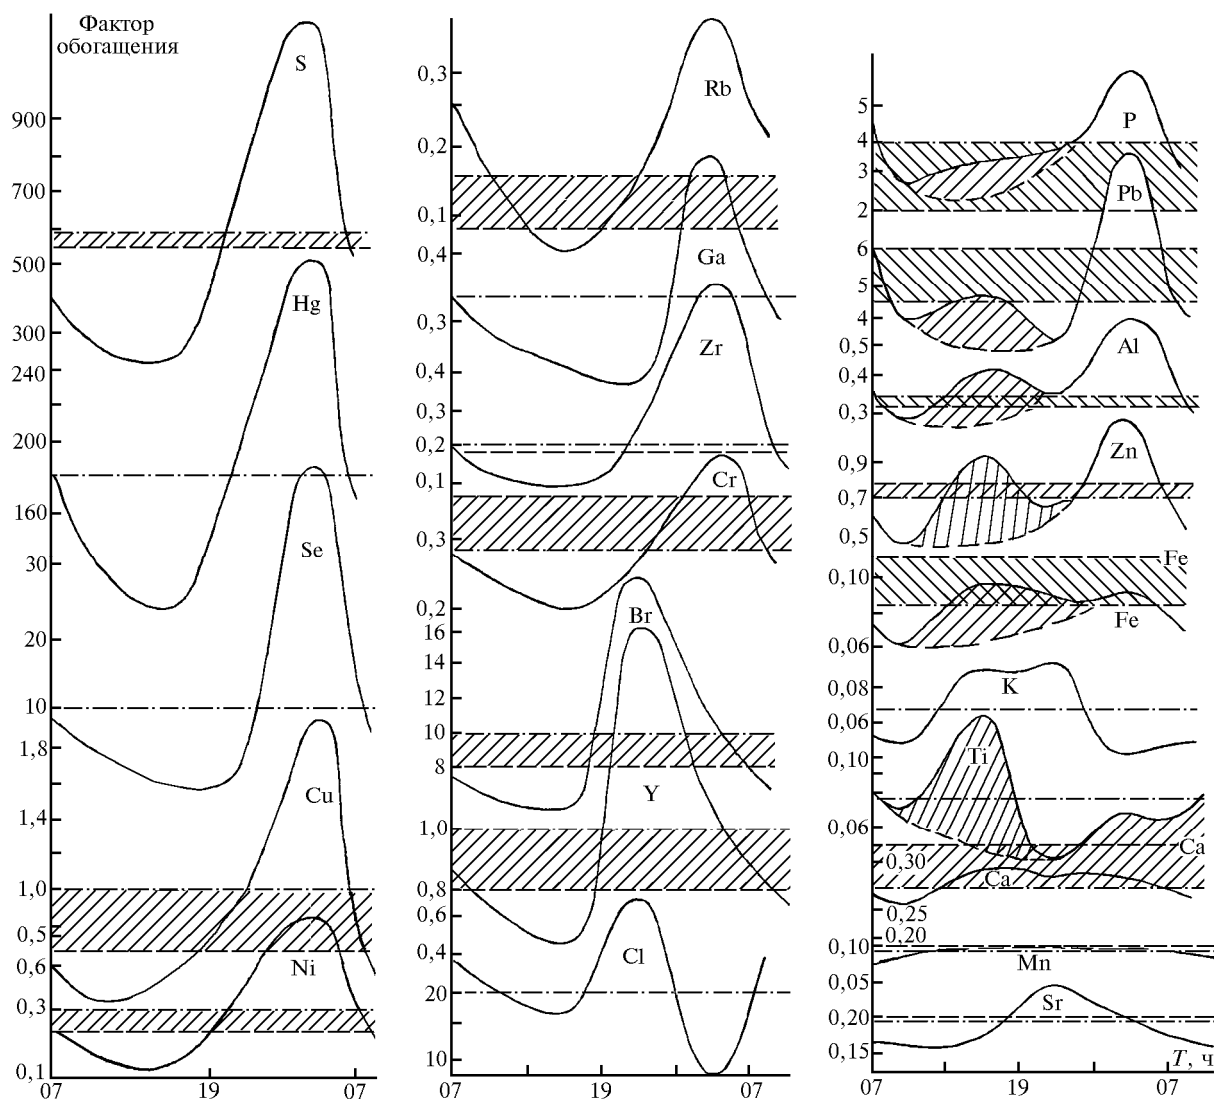 Фактор
обогащения
S
900
700
500
Hg
300
240
200
160
Se
30
20
10
1,8
Cu
1,4
1,0
0,5
Ni
0,6
0,3
0,1
07
19
07
0,3
Rb
0,2
0,1
0,4
Ga
0,3
Zr
0,4
0,3
0,2
0,1
Cr
0,3
0,2
Br
16
14
12
10
8
Y
1,0
0,8
0,6
0,4
Cl
20
10
07
19
07
5
P
4
3
Pb
2
6
5
4
0,5
Al
0,4
0,3
Zn
0,9
0,7
0,5
Fe
0,10
Fe
0,06
K
0,08
0,06
Ti
0,10
0,06
Ca
0,30
Ca
0,25
0,20
0,10
Mn
0,05
Sr
0,20
0,15
T, ч
07
19
07